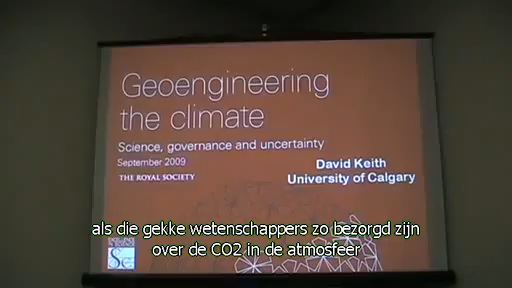 Geoengineering
the climate
Science, governance and uncertainty
September 2009
THE ROYAL SOCIETY
David Keith
University of Calgary
als die gekke wetenschappers zo bezorgd zijn
over de CO2 in de atmosfeer